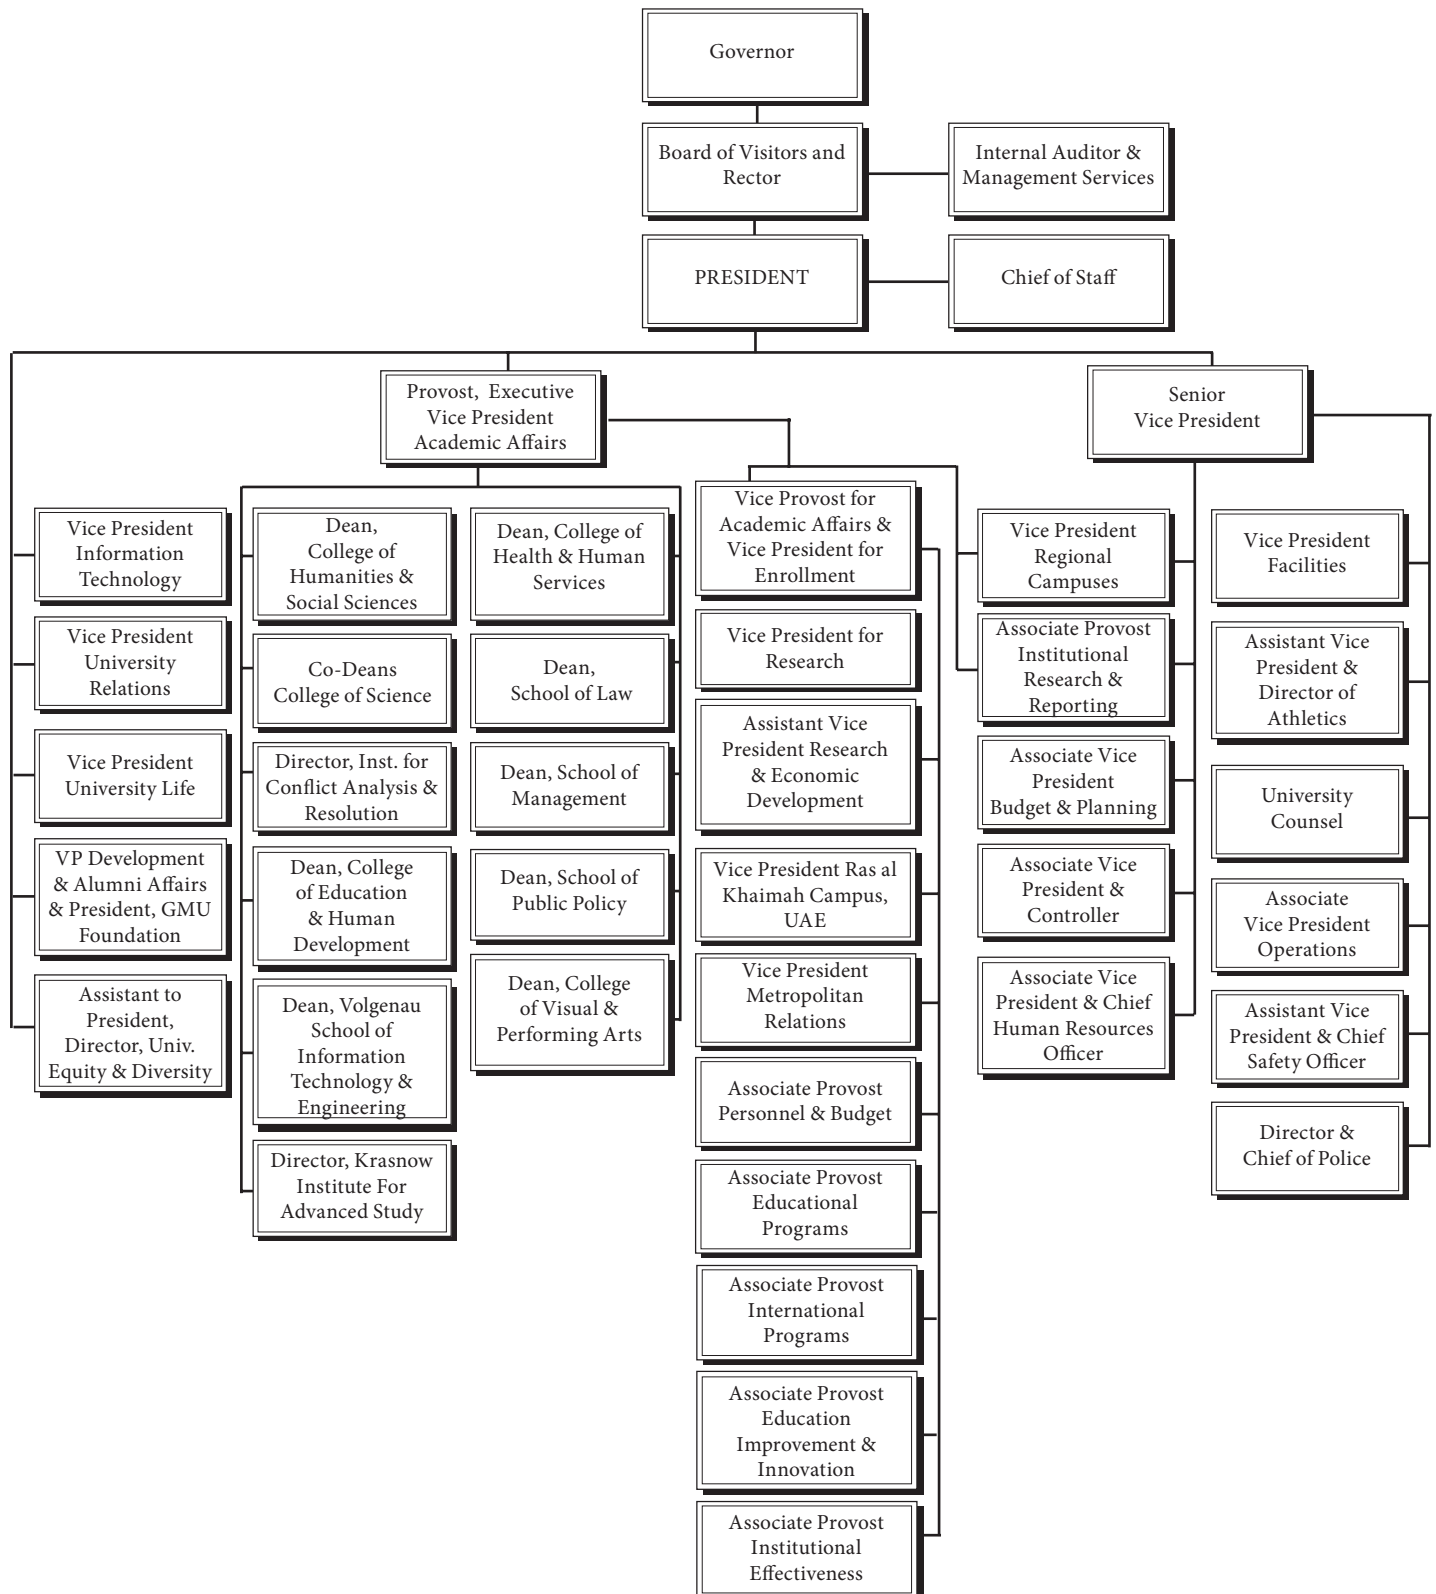 Governor
Board of Visitors and
Rector
Internal Auditor &
Management Services
PRESIDENT
Chief of Staff
Provost, Executive
Vice President
Academic Affairs
Senior
Vice President
Vice President
Information
Technology
Vice President
University
Relations
Vice President
University Life
VP Development
& Alumni Affairs
& President, GMU
Foundation
Assistant to
President,
Director, Univ.
Equity & Diversity
Dean,
College of
Humanities &
Social Sciences
Co-Deans
College of Science
Director, Inst. for
Conflict Analysis &
Resolution
Dean, College
of Education
& Human
Development
Dean, Volgenau
School of
Information
Technology &
Engineering
Director, Krasnow
Institute For
Advanced Study
Dean, College of
Health & Human
Services
Dean,
School of Law
Dean, School of
Management
Dean, School of
Public Policy
Dean, College
of Visual &
Performing Arts
Vice Provost for
Academic Affairs &
Vice President for
Enrollment
Vice President for
Research
Assistant Vice
President Research
& Economic
Development
Vice President Ras al
Khaimah Campus,
UAE
Vice President
Metropolitan
Relations
Associate Provost
Personnel & Budget
Associate Provost
Educational
Programs
Associate Provost
International
Programs
Associate Provost
Education
Improvement &
Innovation
Associate Provost
Institutional
Effectiveness
Vice President
Regional
Campuses
Associate Provost
Institutional
Research &
Reporting
Associate Vice
President
Budget & Planning
Associate Vice
President &
Controller
Associate Vice
President & Chief
Human Resources
Officer
Vice President
Facilities
Assistant Vice
President &
Director of
Athletics
University
Counsel
Associate
Vice President
Operations
Assistant Vice
President & Chief
Safety Officer
Director &
Chief of Police